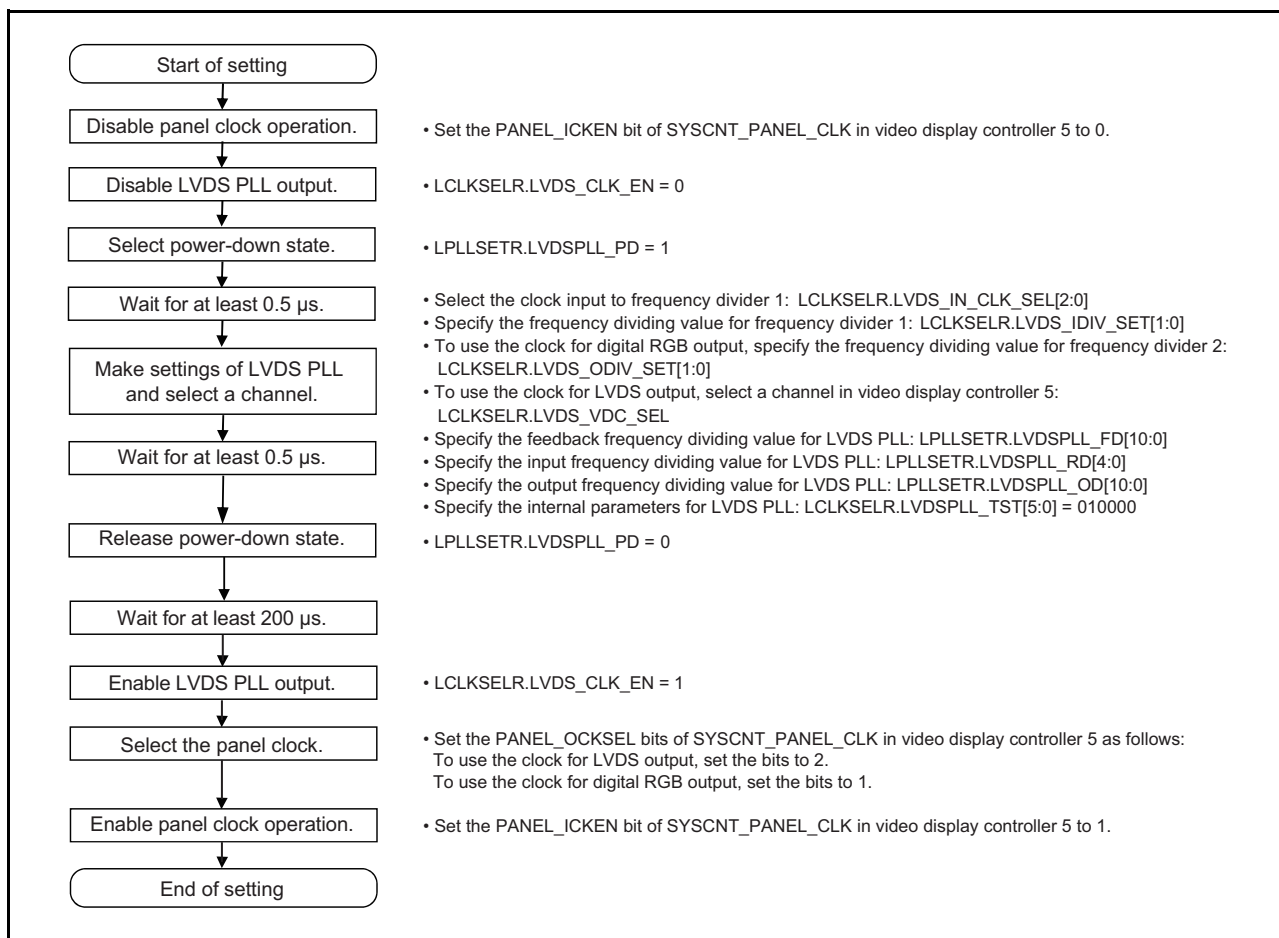 Start of setting
Disable panel clock operation.
• Set the PANEL_ICKEN bit of SYSCNT_PANEL_CLK in video display controller 5 to 0.
Disable LVDS PLL output.
• LCLKSELR.LVDS_CLK_EN = 0
Select power-down state.
• LPLLSETR.LVDSPLL_PD = 1
Wait for at least 0.5 µs.
Make settings of LVDS PLL
and select a channel.
Wait for at least 0.5 µs.
• Select the clock input to frequency divider 1: LCLKSELR.LVDS_IN_CLK_SEL[2:0]
• Specify the frequency dividing value for frequency divider 1: LCLKSELR.LVDS_IDIV_SET[1:0]
• To use the clock for digital RGB output, specify the frequency dividing value for frequency divider 2:
LCLKSELR.LVDS_ODIV_SET[1:0]
• To use the clock for LVDS output, select a channel in video display controller 5:
LCLKSELR.LVDS_VDC_SEL
• Specify the feedback frequency dividing value for LVDS PLL: LPLLSETR.LVDSPLL_FD[10:0]
• Specify the input frequency dividing value for LVDS PLL: LPLLSETR.LVDSPLL_RD[4:0]
• Specify the output frequency dividing value for LVDS PLL: LPLLSETR.LVDSPLL_OD[10:0]
• Specify the internal parameters for LVDS PLL: LCLKSELR.LVDSPLL_TST[5:0] = 010000
Release power-down state.
• LPLLSETR.LVDSPLL_PD = 0
Wait for at least 200 µs.
Enable LVDS PLL output.
• LCLKSELR.LVDS_CLK_EN = 1
Select the panel clock.
• Set the PANEL_OCKSEL bits of SYSCNT_PANEL_CLK in video display controller 5 as follows:
To use the clock for LVDS output, set the bits to 2.
To use the clock for digital RGB output, set the bits to 1.
Enable panel clock operation.
• Set the PANEL_ICKEN bit of SYSCNT_PANEL_CLK in video display controller 5 to 1.
End of setting